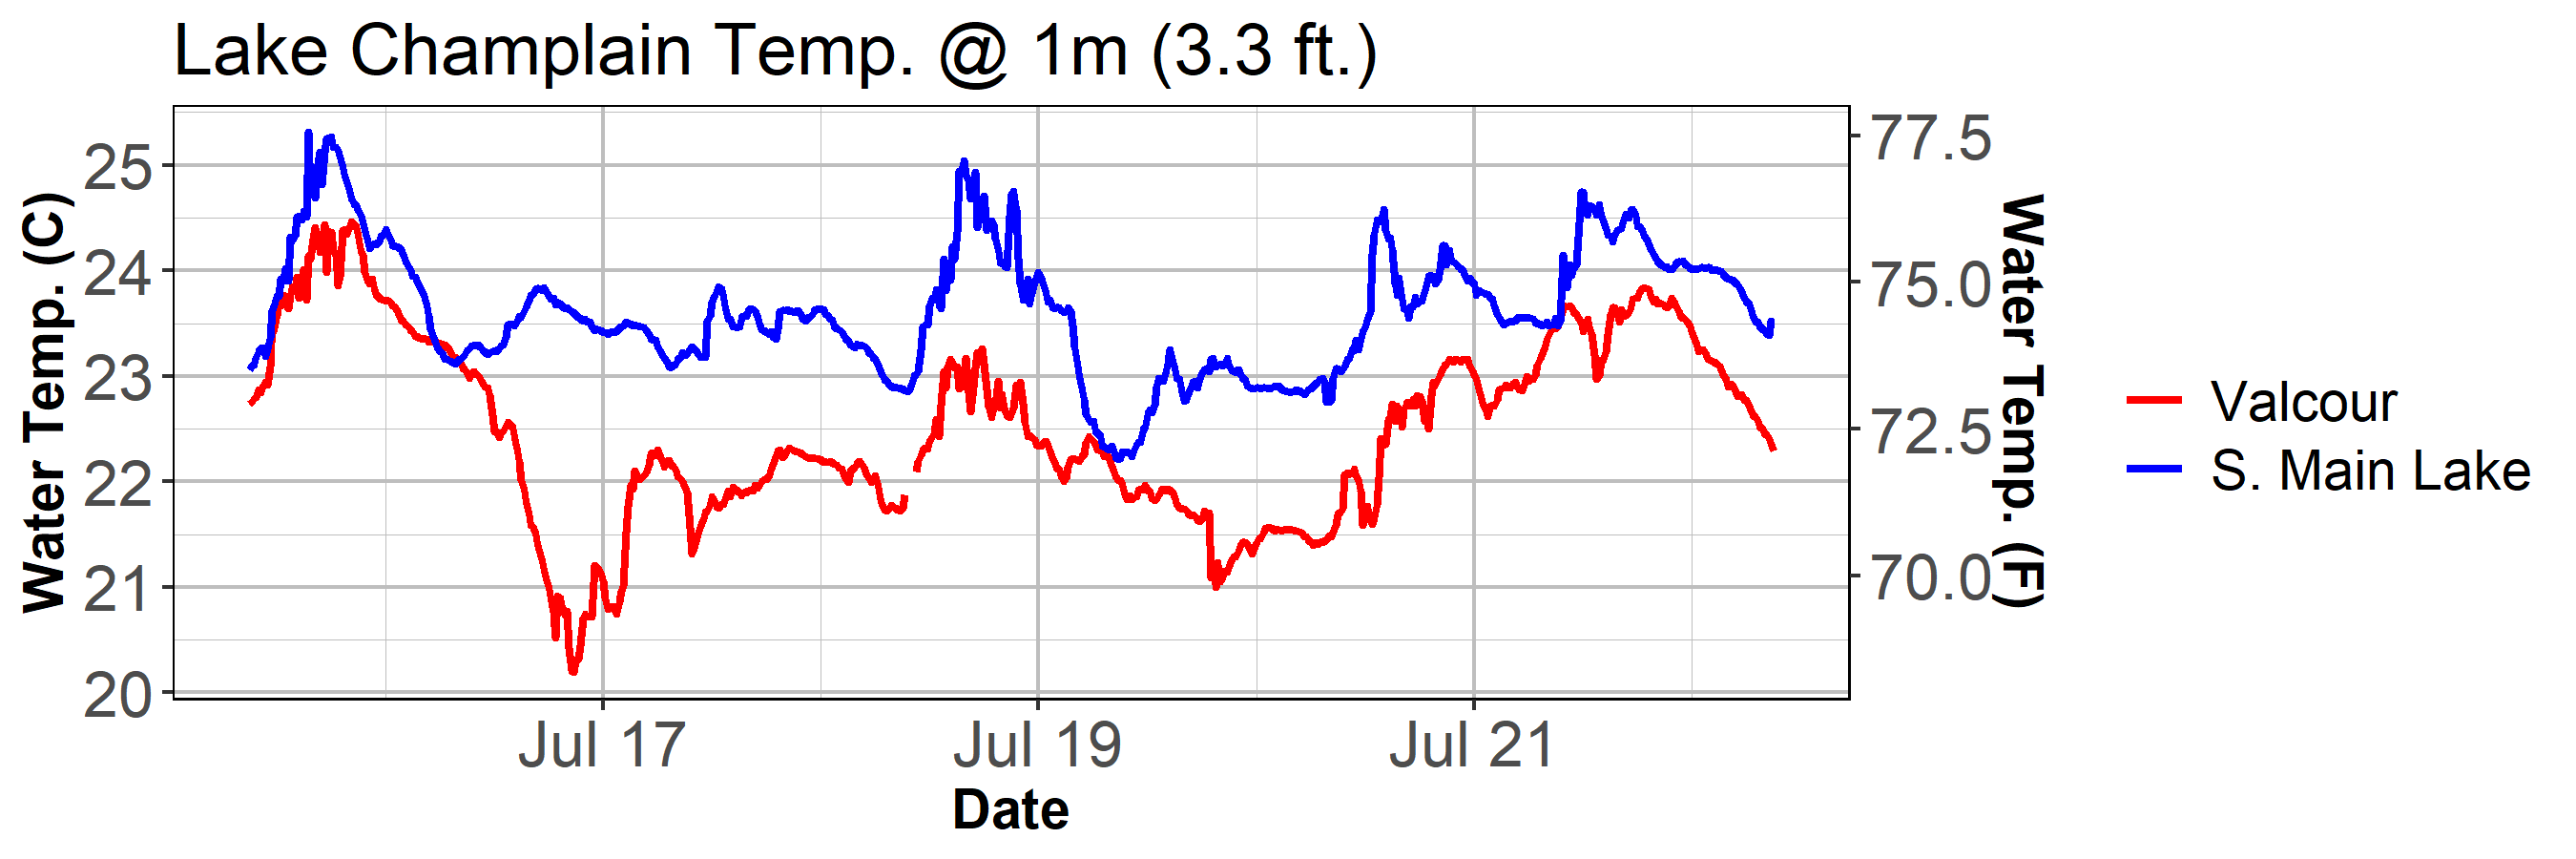 Lake Champlain Temp. @ 1m (3.3 ft.)
Water Temp. (C)
25
24
23
22
21
20
77.5
75.0
72.5
70.0
Water Temp. (F)
Jul 17
Jul 19
Jul 21
Date
Valcour
S. Main Lake